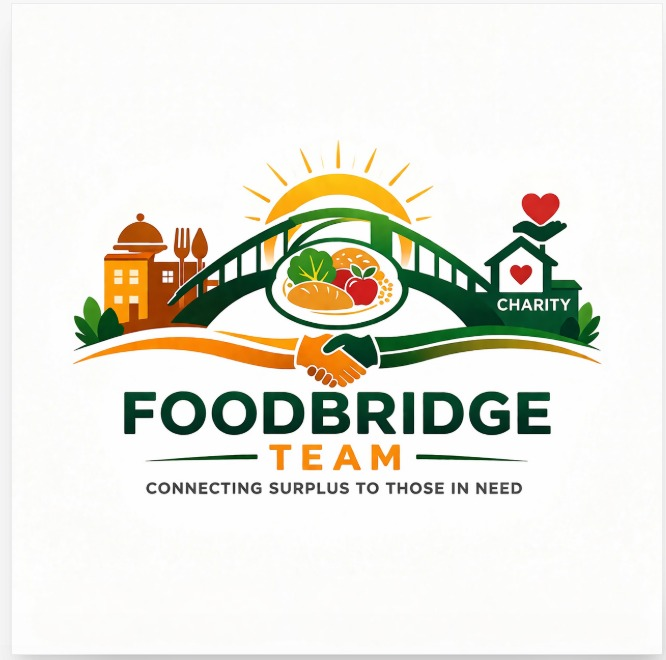 CHARITY
FOODBRIDGE
TEAM
CONNECTING SURPLUS TO THOSE IN NEED